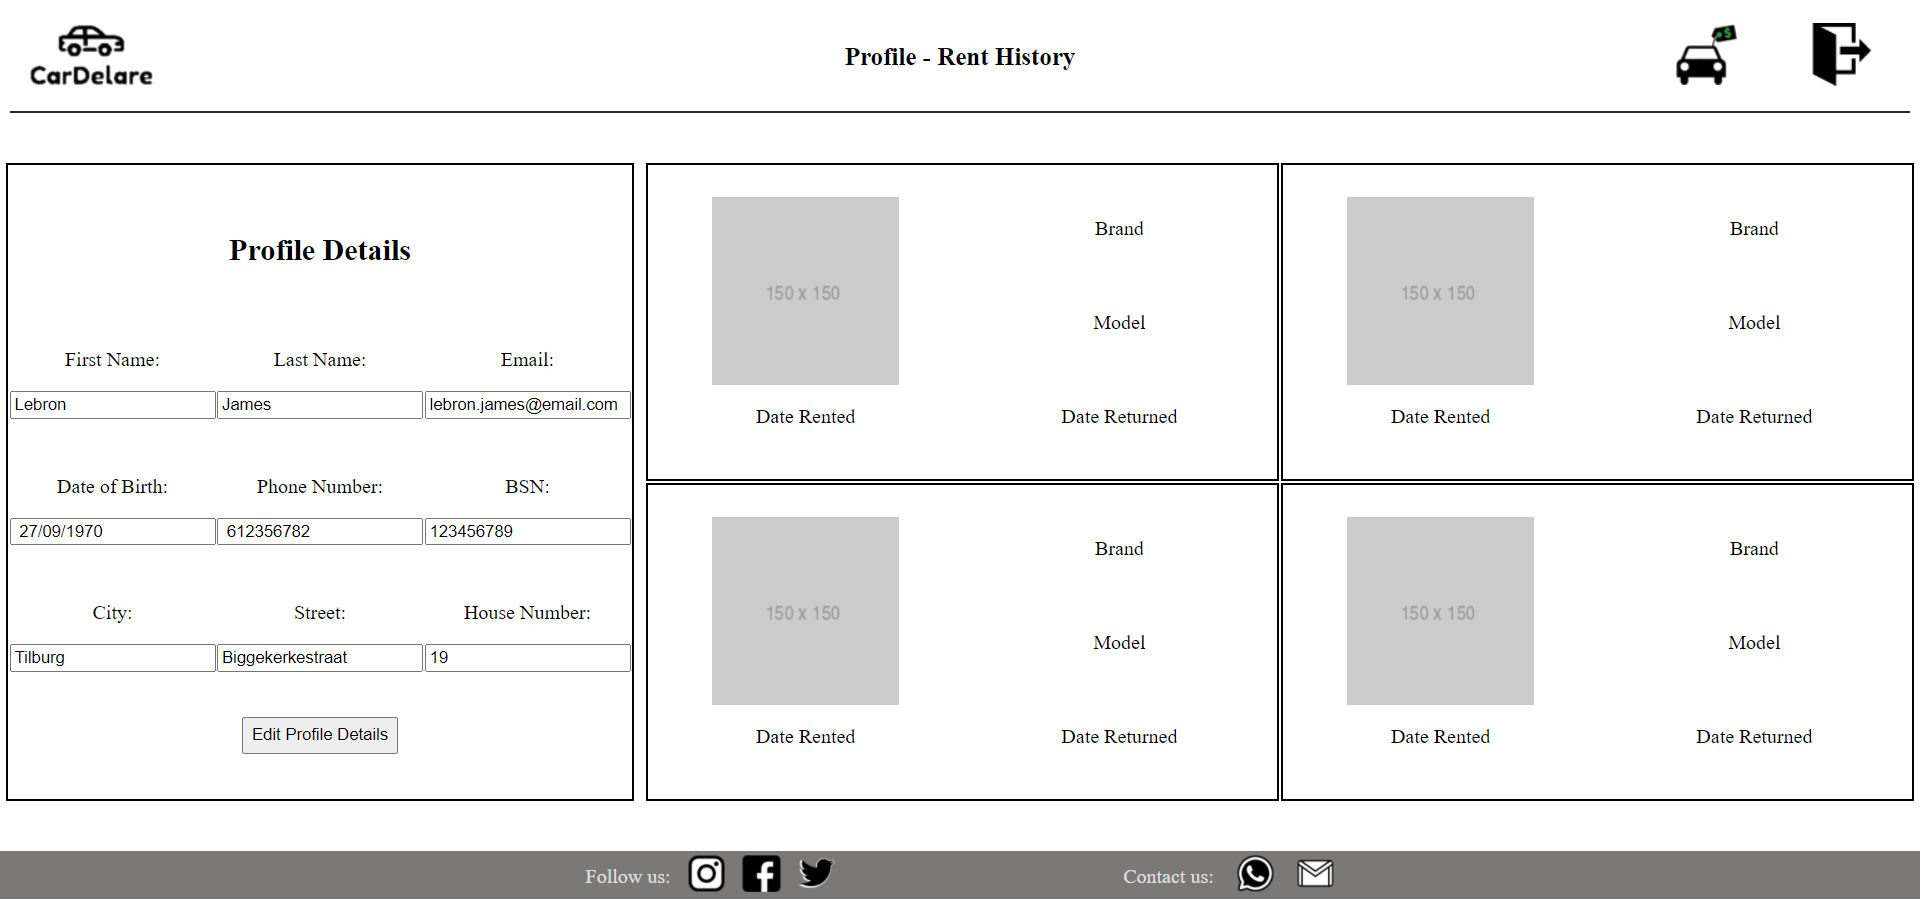 CarDelare
Profile - Rent History
$
Profile Details
First Name: Last Name: Email:
Lebron James lebron.james@email.com
Date of Birth: Phone Number: BSN:
27/09/1970 612356782 123456789
City: Street: House Number:
Tilburg Biggekerkestraat 19
Edit Profile Details
150 x 150
Brand
Model
Date Rented Date Returned
150 x 150
Brand
Model
Date Rented Date Returned
150 x 150
Brand
Model
Date Rented Date Returned
150 x 150
Brand
Model
Date Rented Date Returned
Follow us: Contact us: